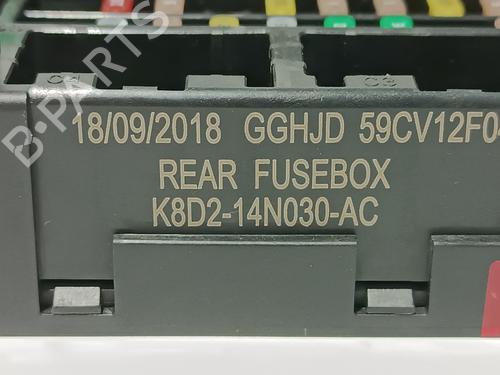 B-PARTS
18/09/2018 GGHJD 59CV12F0
REAR FUSEBOX
K8D2-14N030-AC